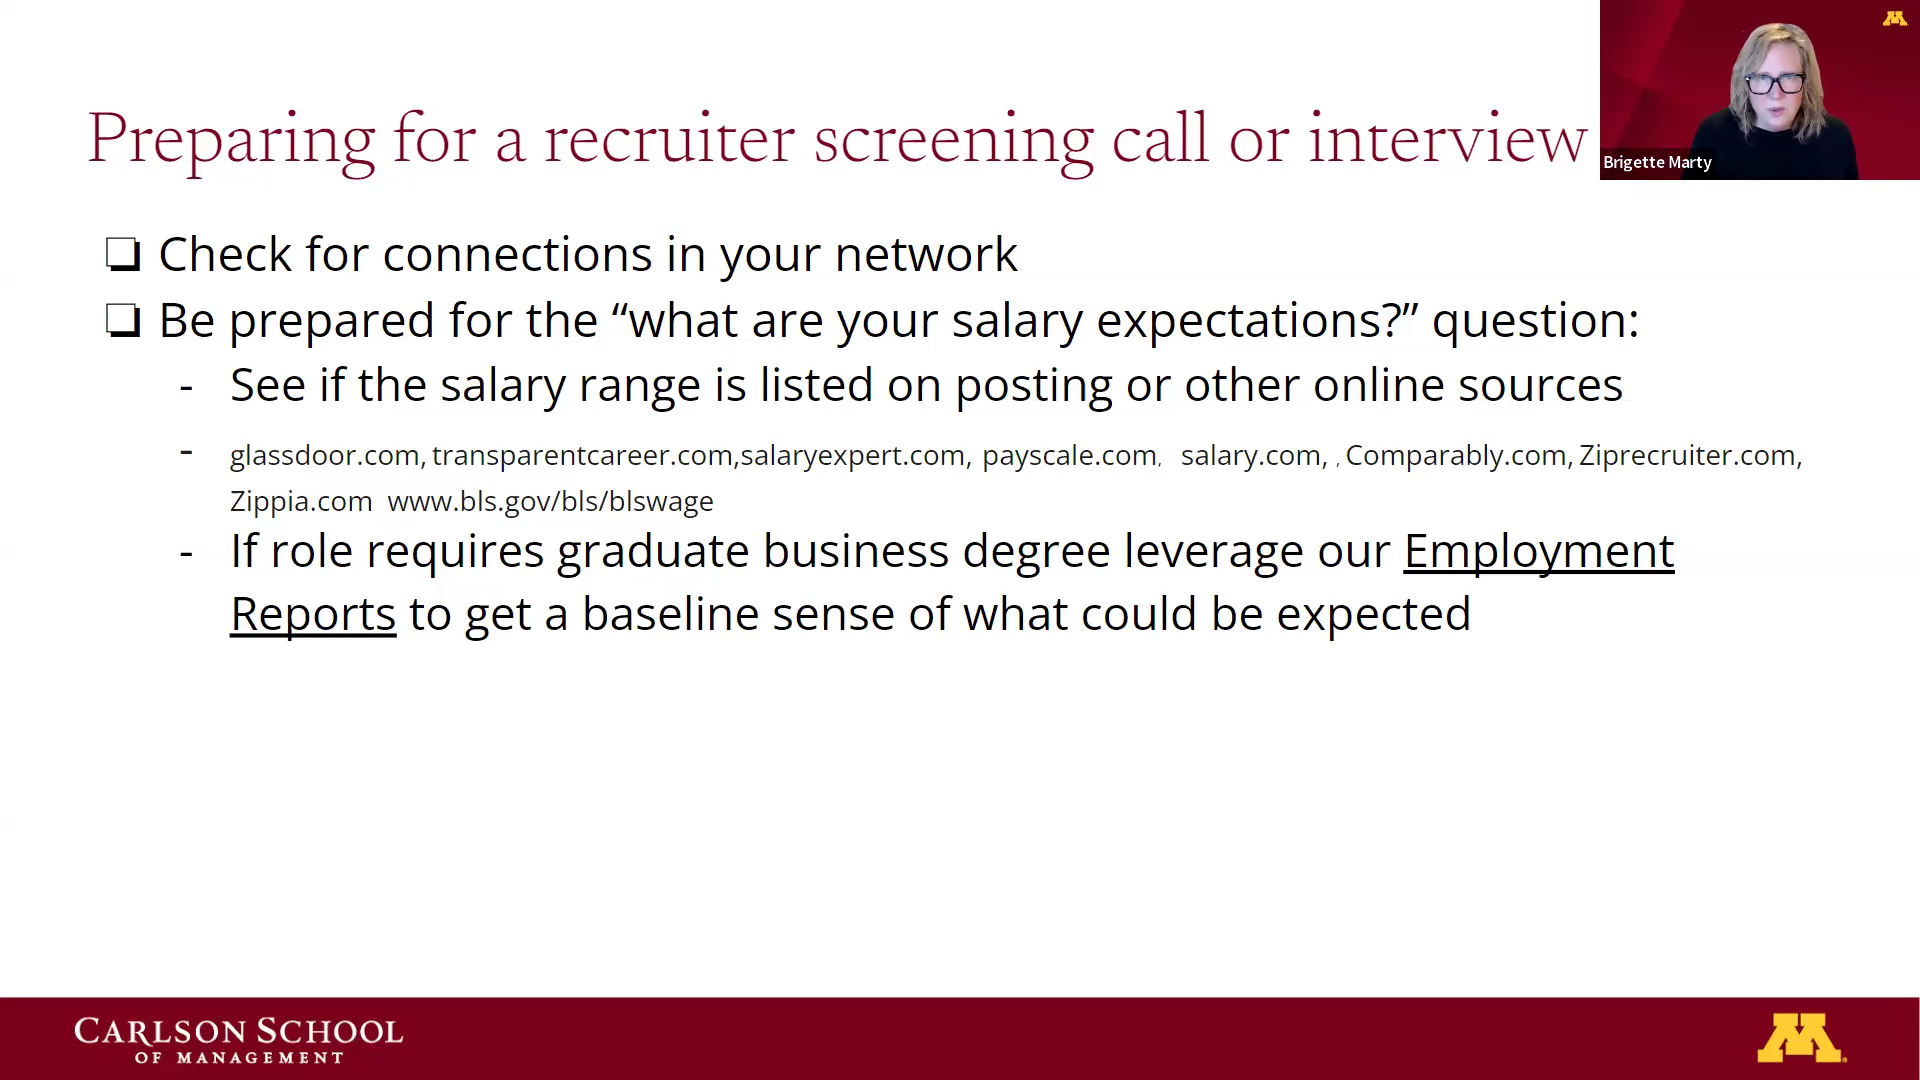 Preparing for a recruiter screening call or interview
Brigette Marty
❏ Check for connections in your network
❏ Be prepared for the “what are your salary expectations?” question:
- See if the salary range is listed on posting or other online sources
- glassdoor.com, transparentcareer.com,salaryexpert.com, payscale.com, salary.com, , Comparably.com, Ziprecruiter.com,
Zippia.com www.bls.gov/bls/blswage
- If role requires graduate business degree leverage our Employment
Reports to get a baseline sense of what could be expected
CARLSON SCHOOL
OF MANAGEMENT
M
M